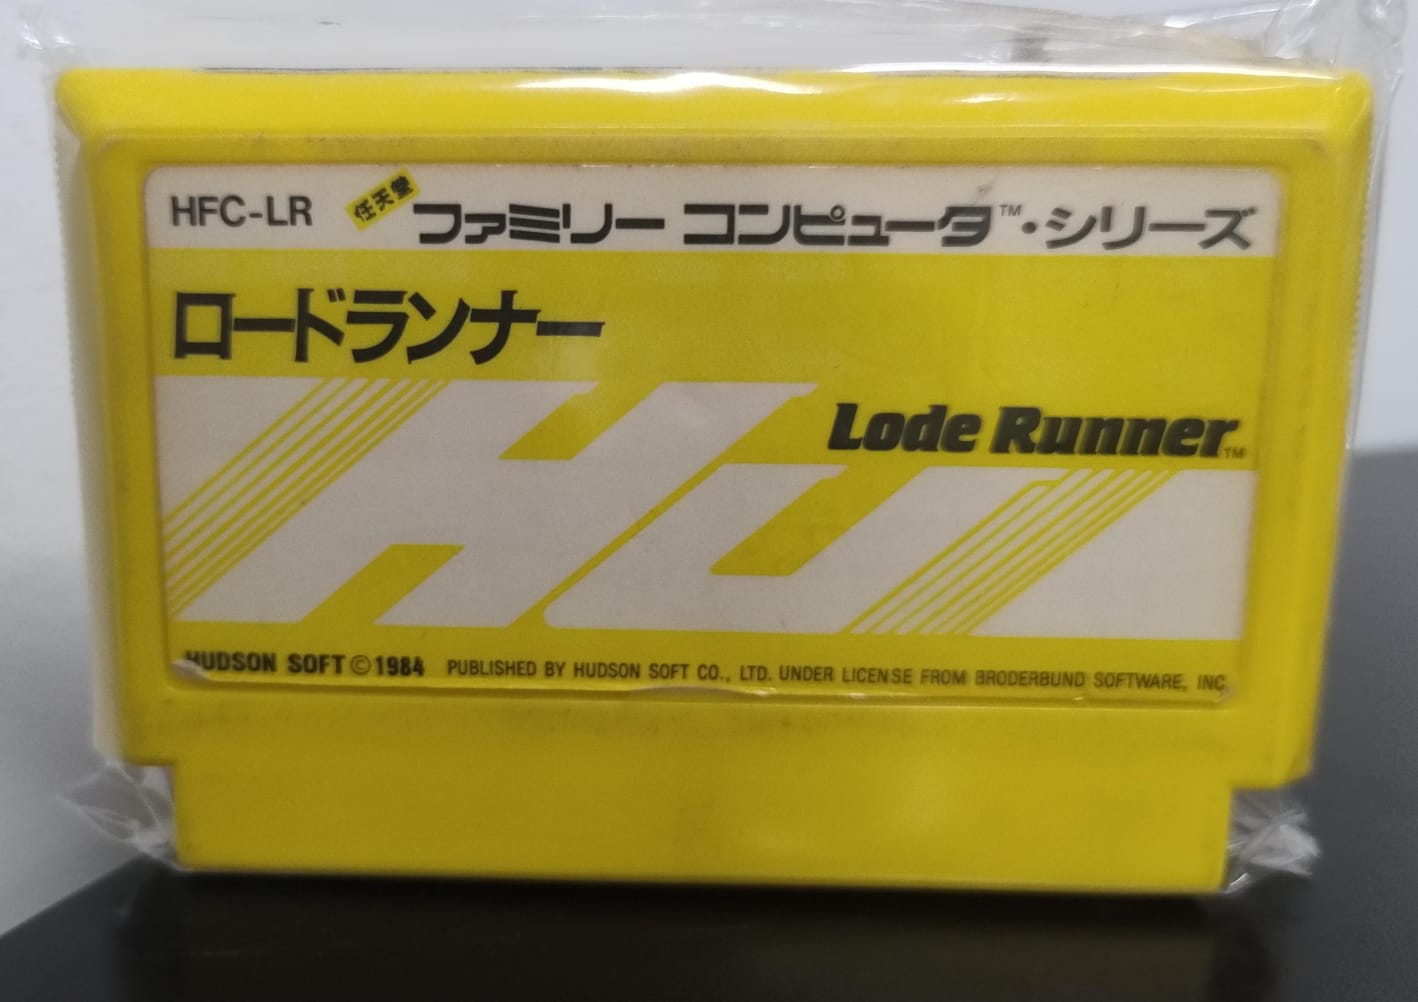 HFC-LR 任天堂 ファミリー コンピュータ™・シリーズ
ロードランナー
HU
Lode Runner™
HUDSON SOFT © 1984 PUBLISHED BY HUDSON SOFT CO., LTD. UNDER LICENSE FROM BRODERBUND SOFTWARE, INC.